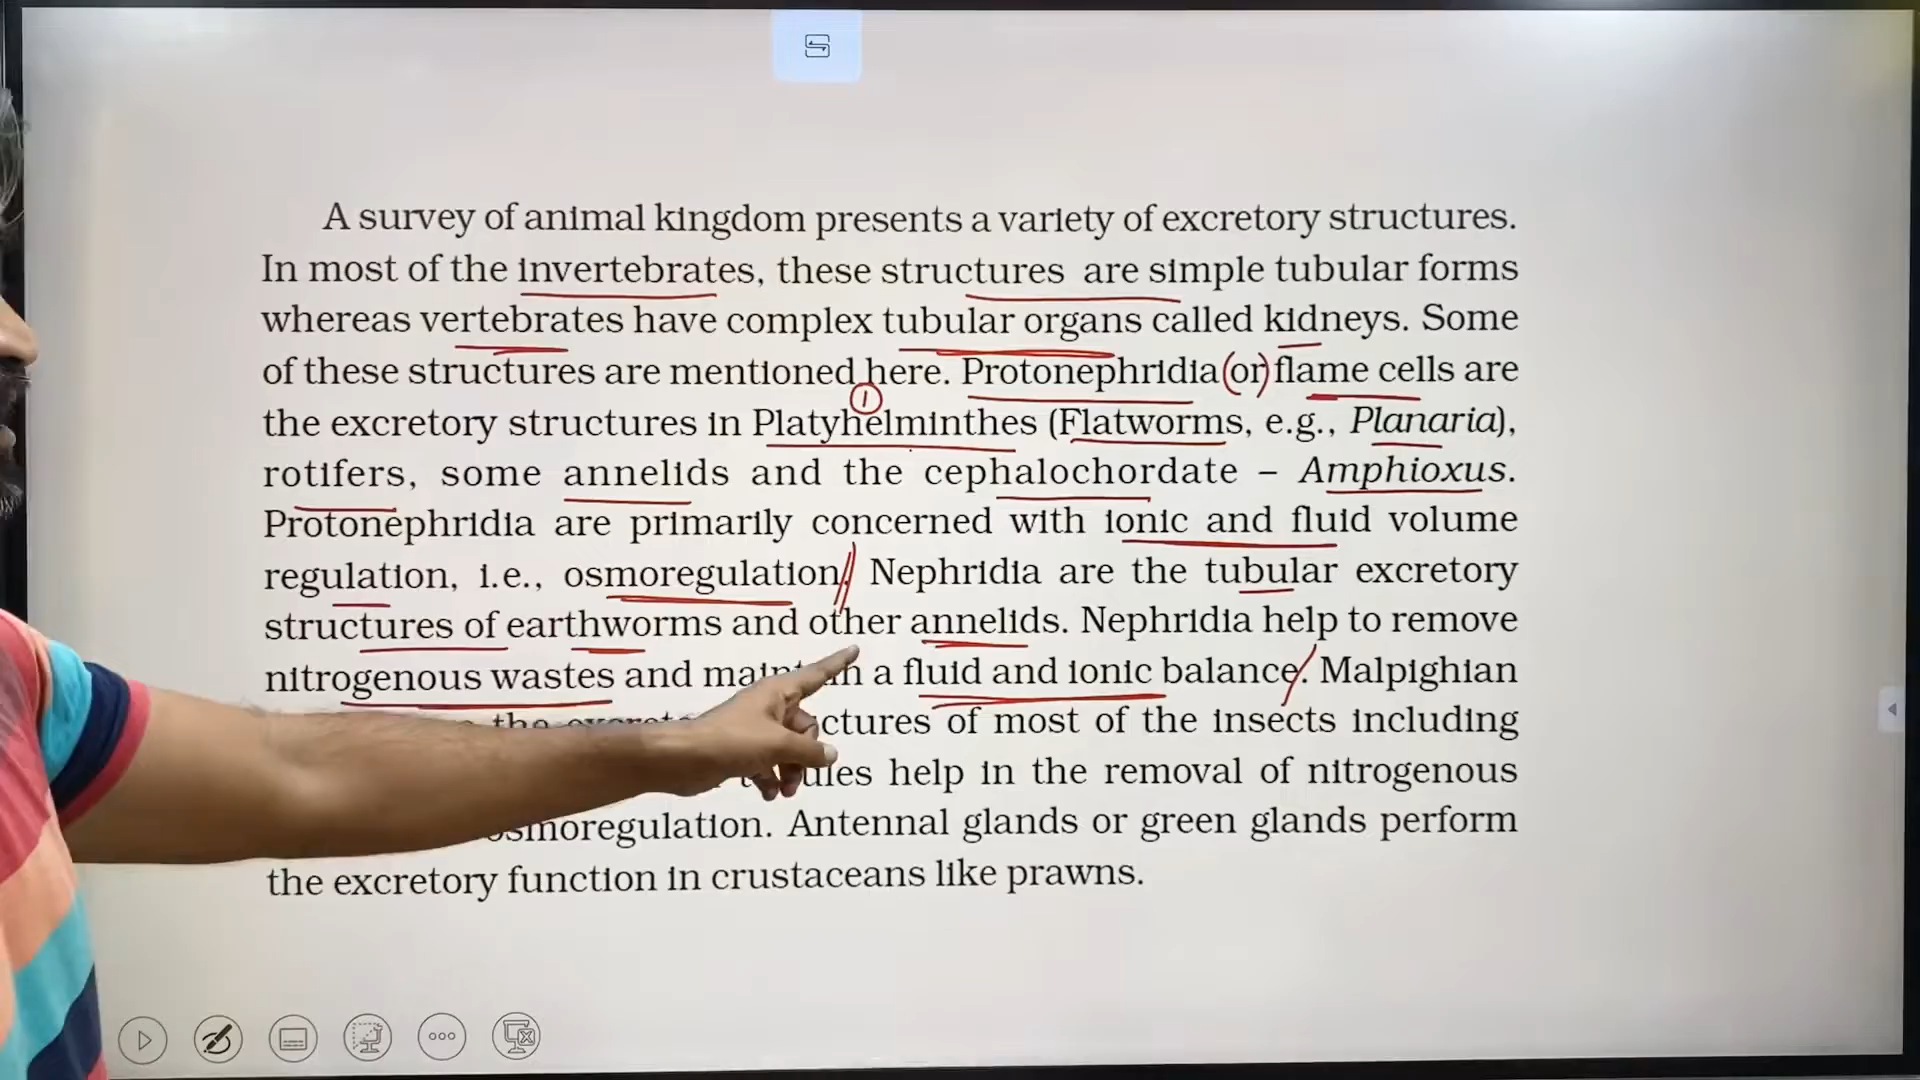 A survey of animal kingdom presents a variety of excretory structures.
In most of the invertebrates, these structures are simple tubular forms
whereas vertebrates have complex tubular organs called kidneys. Some
of these structures are mentioned here. Protonephridia (or) flame cells are
1
the excretory structures in Platyhelminthes (Flatworms, e.g., Planaria),
rotifers, some annelids and the cephalochordate – Amphioxus.
Protonephridia are primarily concerned with ionic and fluid volume
regulation, i.e., osmoregulation. Nephridia are the tubular excretory
structures of earthworms and other annelids. Nephridia help to remove
nitrogenous wastes and a fluid and ionic balance. Malpighian
the of most of the insects including
help in the removal of nitrogenous
osmoregulation. Antennal glands or green glands perform
the excretory function in crustaceans like prawns.